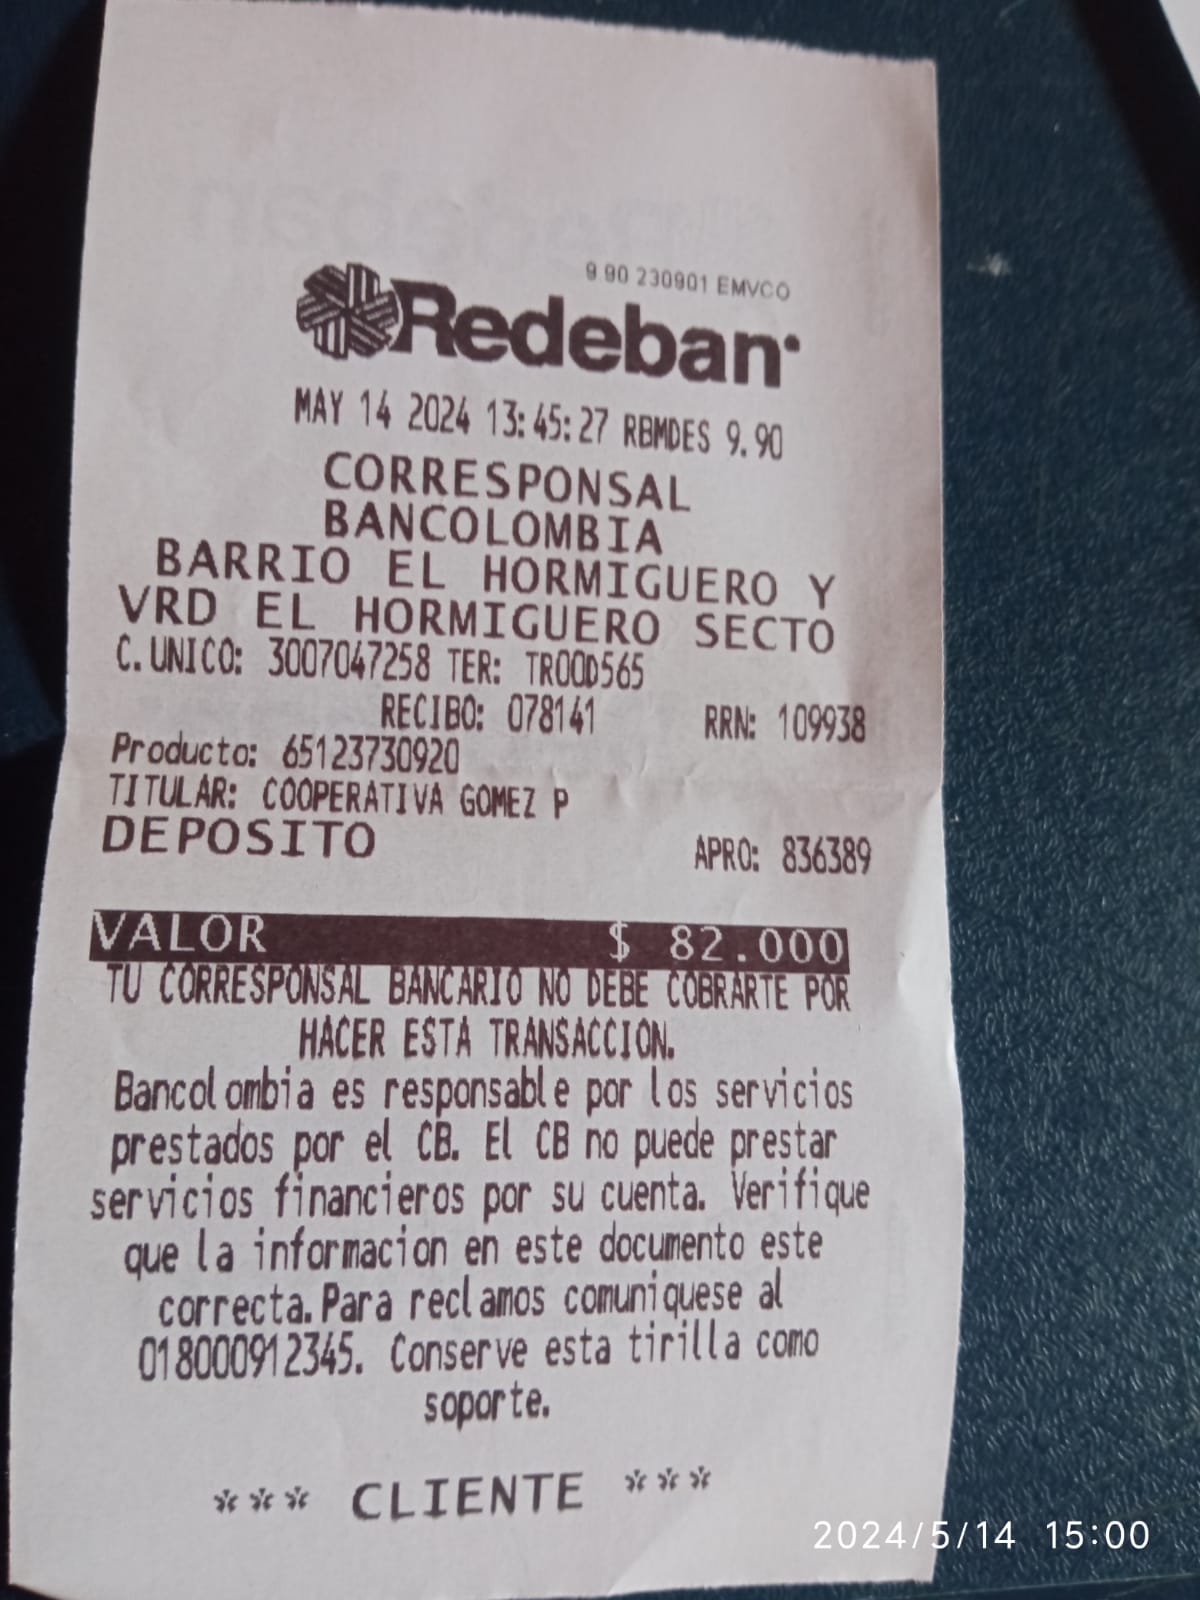 9.90 230901 EMVCO
Redeban
MAY 14 2024 13:45:27 RBMDES 9.90
CORRESPONSAL
BANCOLOMBIA
BARRIO EL HORMIGUERO Y
VRD EL HORMIGUERO SECTO
C.UNICO: 3007047258 TER: TR00D565
RECIBO: 078141 RRN: 109938
Producto: 65123730920
TITULAR: COOPERATIVA GOMEZ P
DEPOSITO APRO: 836389
VALOR $ 82.000
TU CORRESPONSAL BANCARIO NO DEBE COBRARTE POR
HACER ESTA TRANSACCION.
Bancolombia es responsable por los servicios
prestados por el CB. El CB no puede prestar
servicios financieros por su cuenta. Verifique
que la informacion en este documento este
correcta. Para reclamos comuniquese al
018000912345. Conserve esta tirilla como
soporte.
*** CLIENTE ***
2024/5/14 15:00